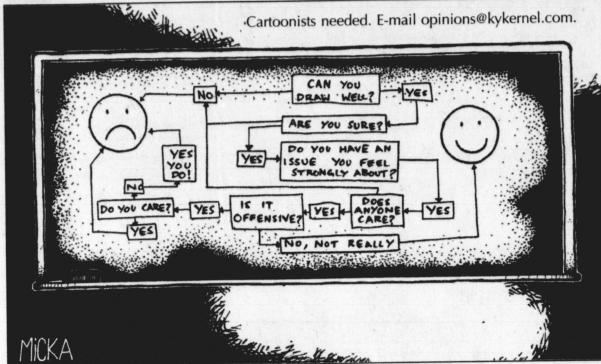 Cartoonists needed. E-mail opinions@kykernel.com.
NO
CAN YOU
DRAW WELL?
YES
ARE YOU SURE?
YES
DO YOU HAVE AN
ISSUE YOU FEEL
STRONGLY ABOUT?
YES
YOU
DO!
NO
DO YOU CARE?
YES
YES
IS IT
OFFENSIVE?
YES
DOES
ANYONE
CARE?
YES
NO, NOT REALLY
MICKA